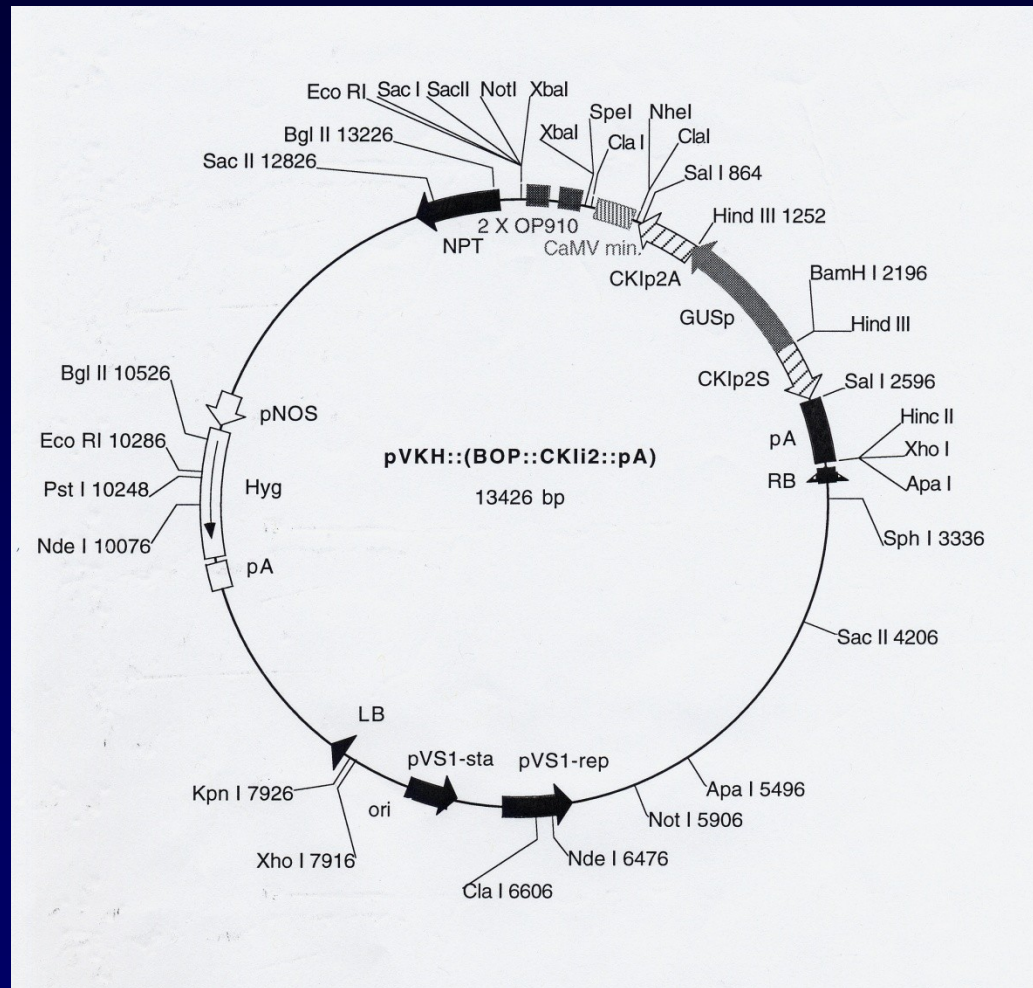 Eco RI
Sac I
SacII
NotI
XbaI
Bgl II 13226
Sac II 12826
XbaI
SpeI
Cla I
NheI
ClaI
Sal I 864
Hind III 1252
2 X OP910
NPT
CaMV min.
CKIp2A
GUSp
BamH I 2196
Hind III
CKIp2S
Sal I 2596
pA
Hinc II
Xho I
Apa I
RB
Sph I 3336
Sac II 4206
Bgl II 10526
pNOS
Eco RI 10286
Pst I 10248
Hyg
Nde I 10076
pA
pVKH::(BOP::CKIi2::pA)
13426 bp
LB
pVS1-sta
pVS1-rep
Kpn I 7926
ori
Xho I 7916
Apa I 5496
Not I 5906
Nde I 6476
Cla I 6606